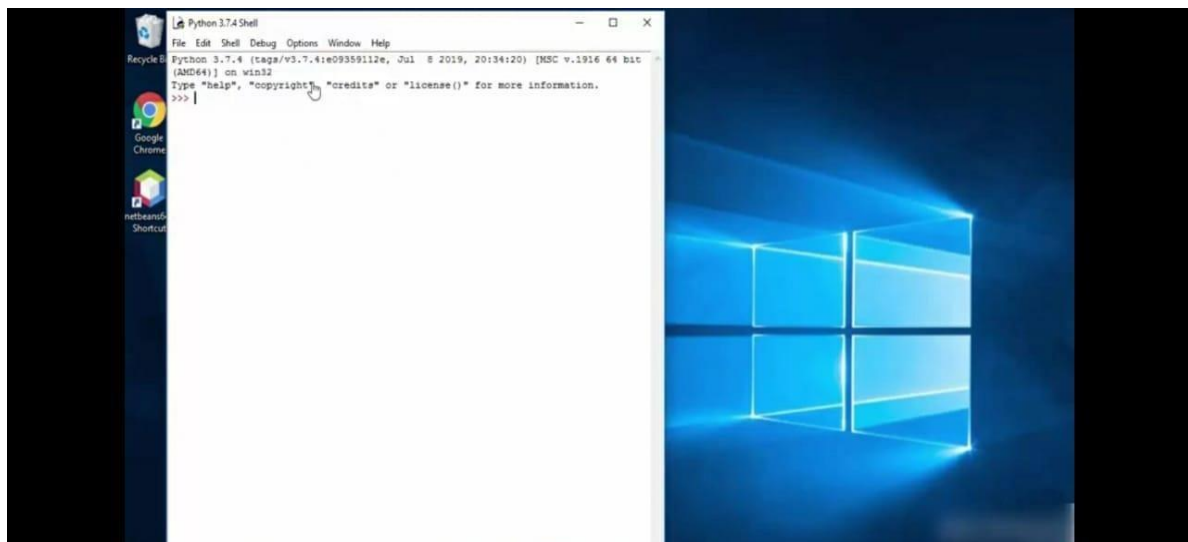 Python 3.7.4 Shell
File Edit Shell Debug Options Window Help
Python 3.7.4 (tags/v3.7.4:e09359112e, Jul 8 2019, 20:34:20) [MSC v.1916 64 bit
(AMD64)] on win32
Type "help", "copyright", "credits" or "license()" for more information.
>>>
Recycle Bi
Google
Chrome
netbeans6
Shortcut